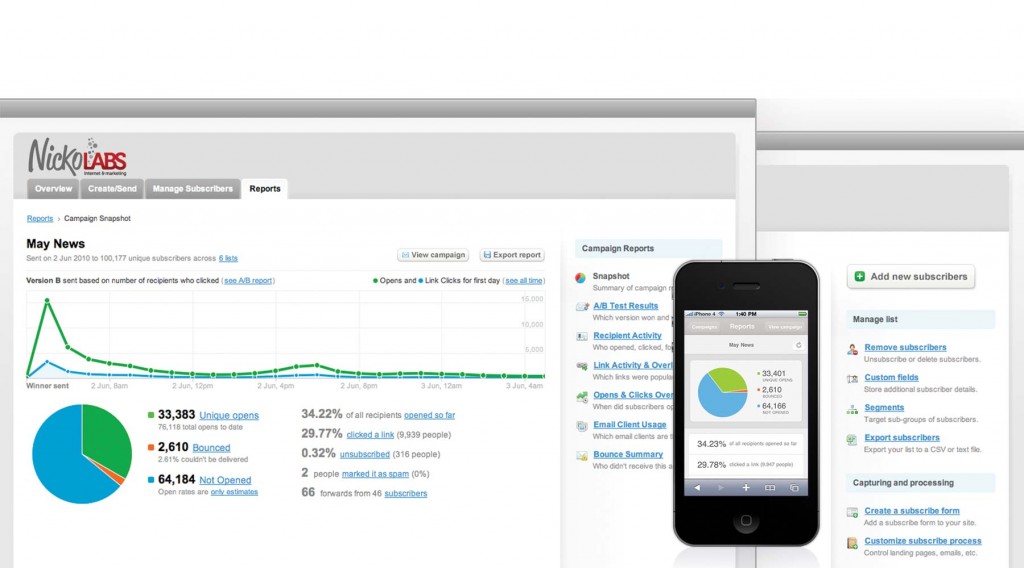 NickoLABS
Internet & marketing
Overview
Create/Send
Manage Subscribers
Reports
Reports › Campaign Snapshot
May News
Sent on 2 Jun 2010 to 100,177 unique subscribers across 6 lists
View campaign
Export report
Version B sent based on number of recipients who clicked (see A/B report)
Opens and Link Clicks for first day (see all time)
15,000
10,000
5,000
Winner sent
2 Jun, 8am
2 Jun, 12pm
2 Jun, 4pm
2 Jun, 8pm
3 Jun, 12am
3 Jun, 4am
33,383 Unique opens
76,118 total opens to date
2,610 Bounced
2.61% couldn't be delivered
64,184 Not Opened
Open rates are only estimates
34.22% of all recipients opened so far
29.77% clicked a link (9,939 people)
0.32% unsubscribed (316 people)
2 people marked it as spam (0%)
66 forwards from 46 subscribers
Campaign Reports
Snapshot
Summary of campaign r
A/B Test Results
Which version won and
Recipient Activity
Who opened, clicked, fo
Link Activity & Overl
Which links were popula
Opens & Clicks Over
When did subscribers o
Email Client Usage
Which email clients are t
Bounce Summary
Who didn't receive this a
iPhone 4
1:40 PM
Campaigns
Reports
View campaign
May News
33,401
UNIQUE OPENS
2,610
BOUNCED
64,166
NOT OPENED
34.23% of all recipients opened so far
29.78% clicked a link (9,947 people)
Add new subscribers
Manage list
Remove subscribers
Unsubscribe or delete subscribers.
Custom fields
Store additional subscriber details.
Segments
Target sub-groups of subscribers.
Export subscribers
Export your list to a CSV or text file.
Capturing and processing
Create a subscribe form
Add a subscribe form to your site.
Customize subscribe process
Control landing pages, emails, etc.